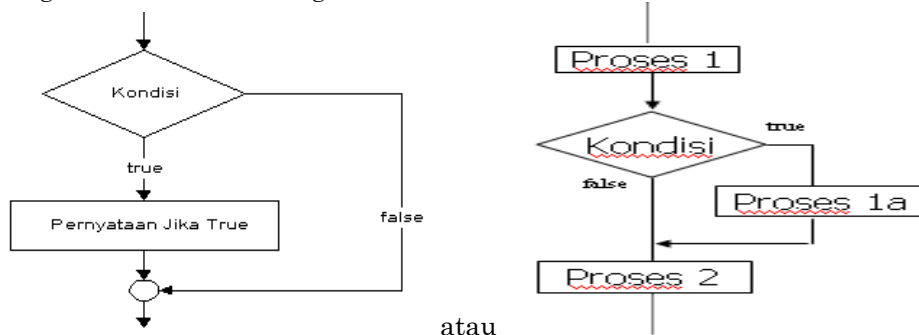 Kondisi
true
Pernyataan Jika True
false
atau
Proses 1
Kondisi
true
false
Proses 1a
Proses 2